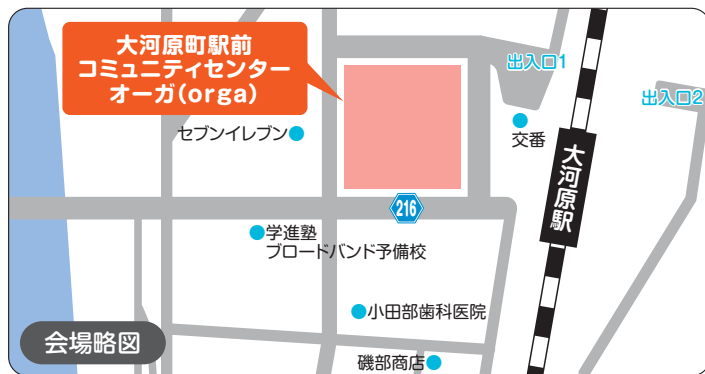 大河原町駅前
コミュニティセンター
オーガ(orga)
出入口1
出入口2
セブンイレブン
交番
大河原駅
216
学進塾
ブロードバンド予備校
小田部歯科医院
会場略図
磯部商店